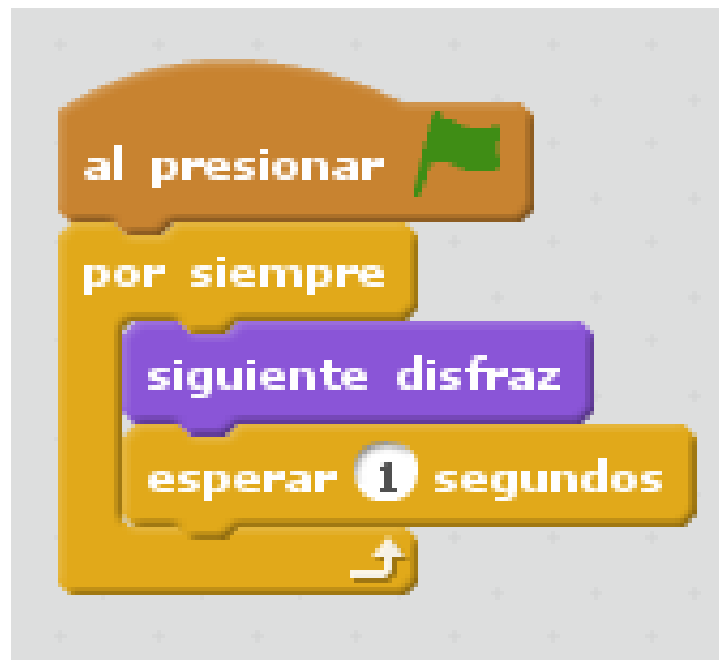 al presionar
por siempre
siguiente disfraz
esperar 1 segundos